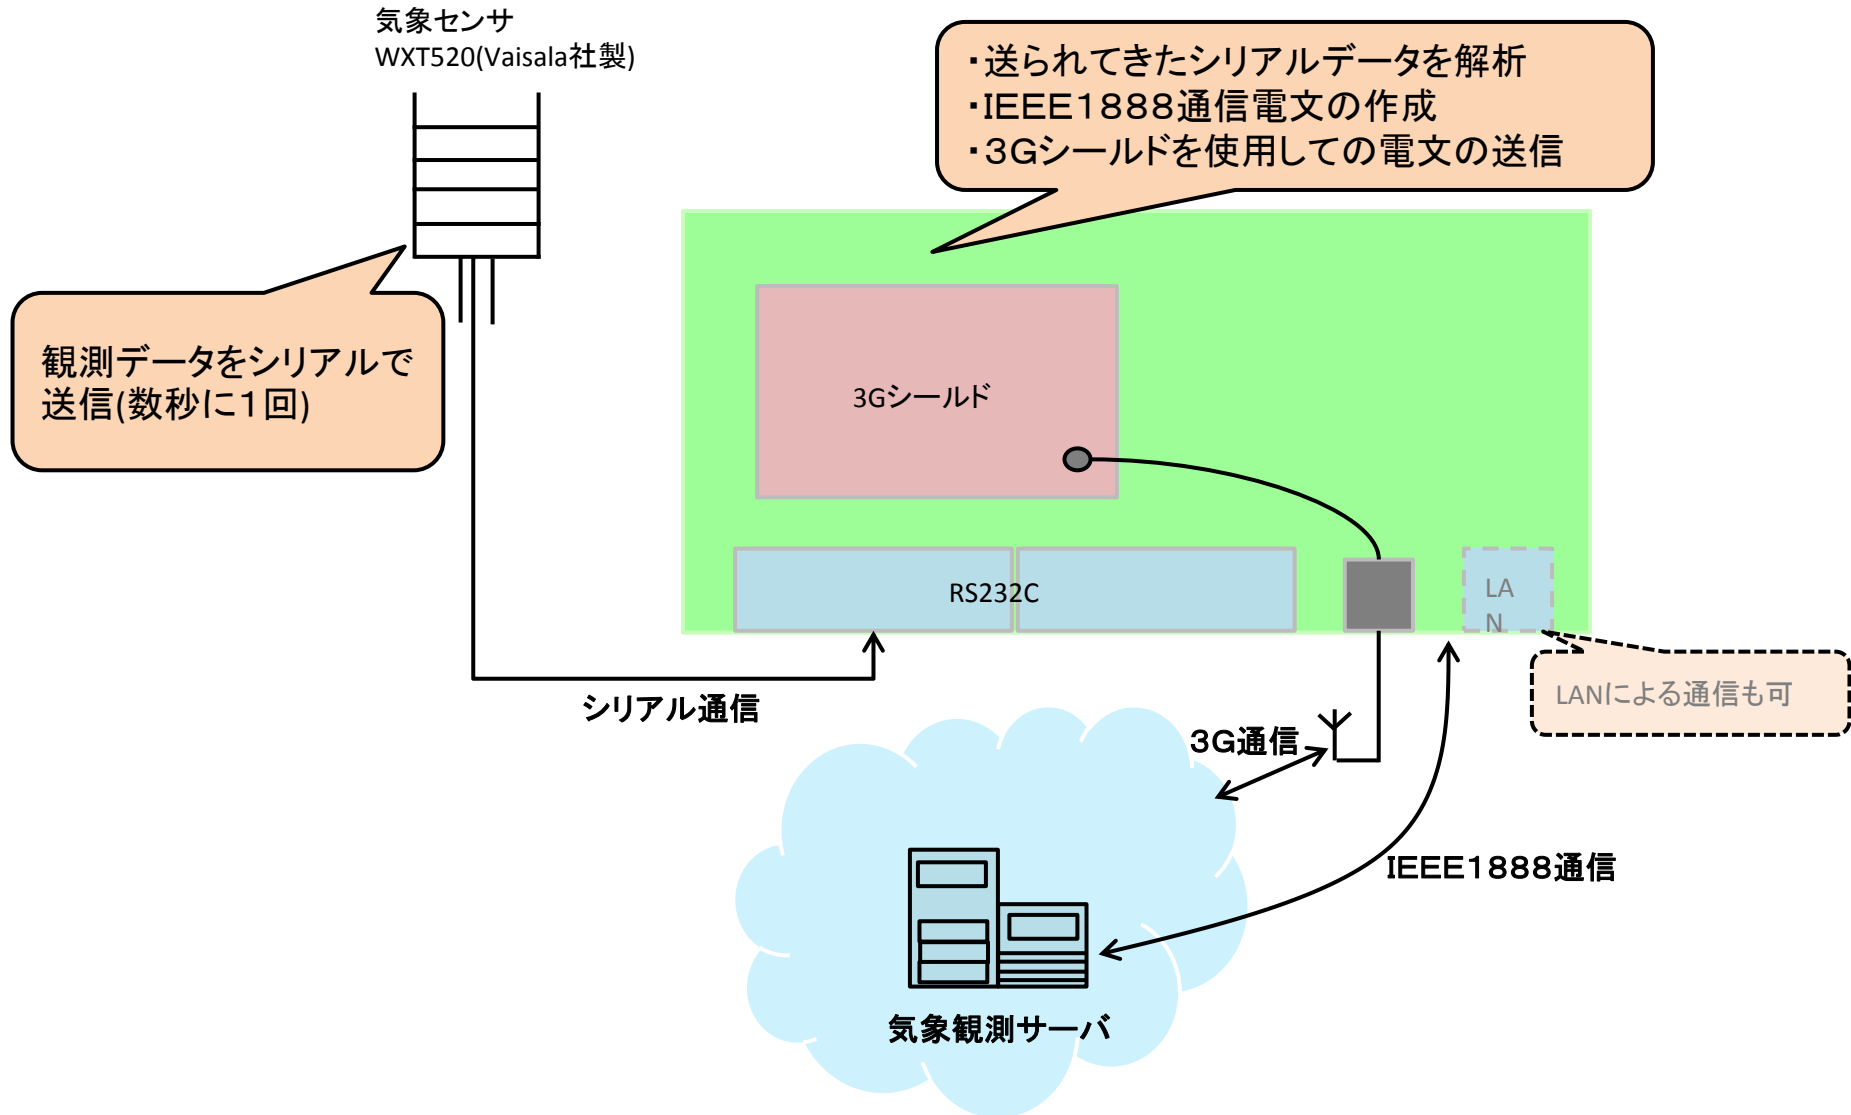 気象センサ
WXT520(Vaisala社製)
・送られてきたシリアルデータを解析
・IEEE1888通信電文の作成
・3Gシールドを使用しての電文の送信
観測データをシリアルで
送信(数秒に1回)
3Gシールド
RS232C
LA
N
LANによる通信も可
シリアル通信
3G通信
IEEE1888通信
気象観測サーバ